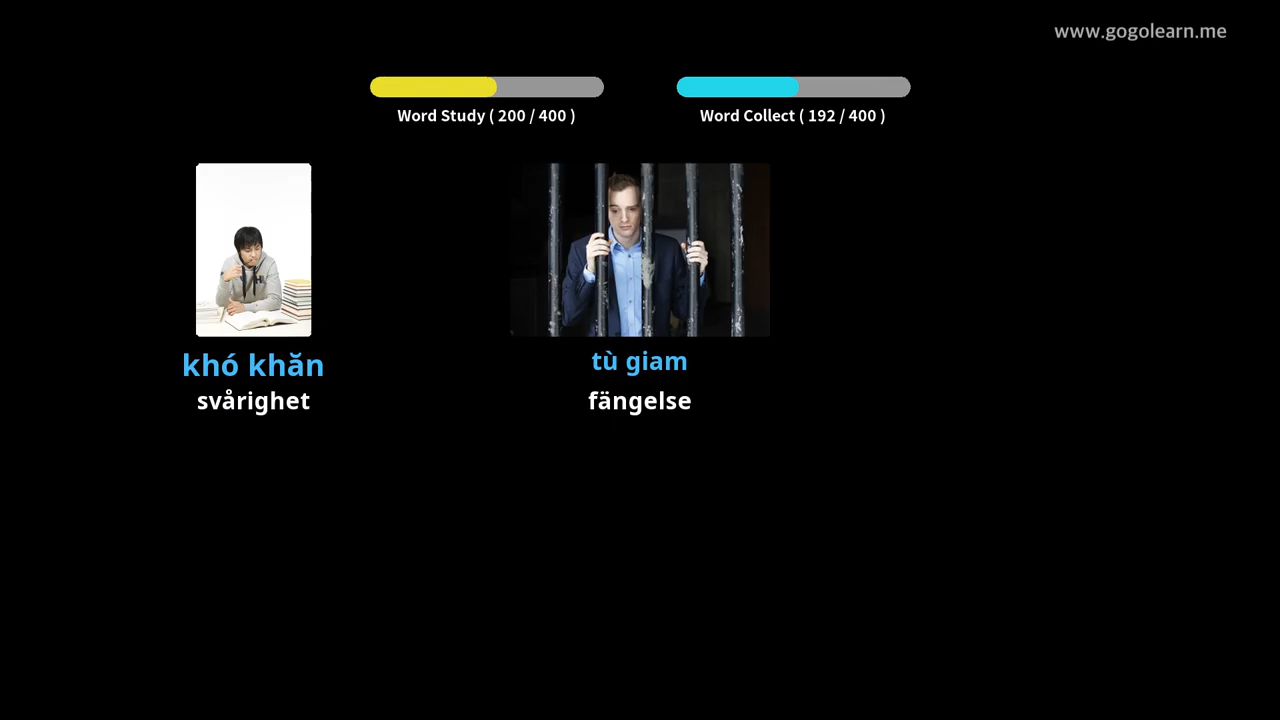 www.gogolearn.me
Word Study ( 200 / 400 )
Word Collect ( 192 / 400 )
khó khăn
svårighet
tù giam
fängelse